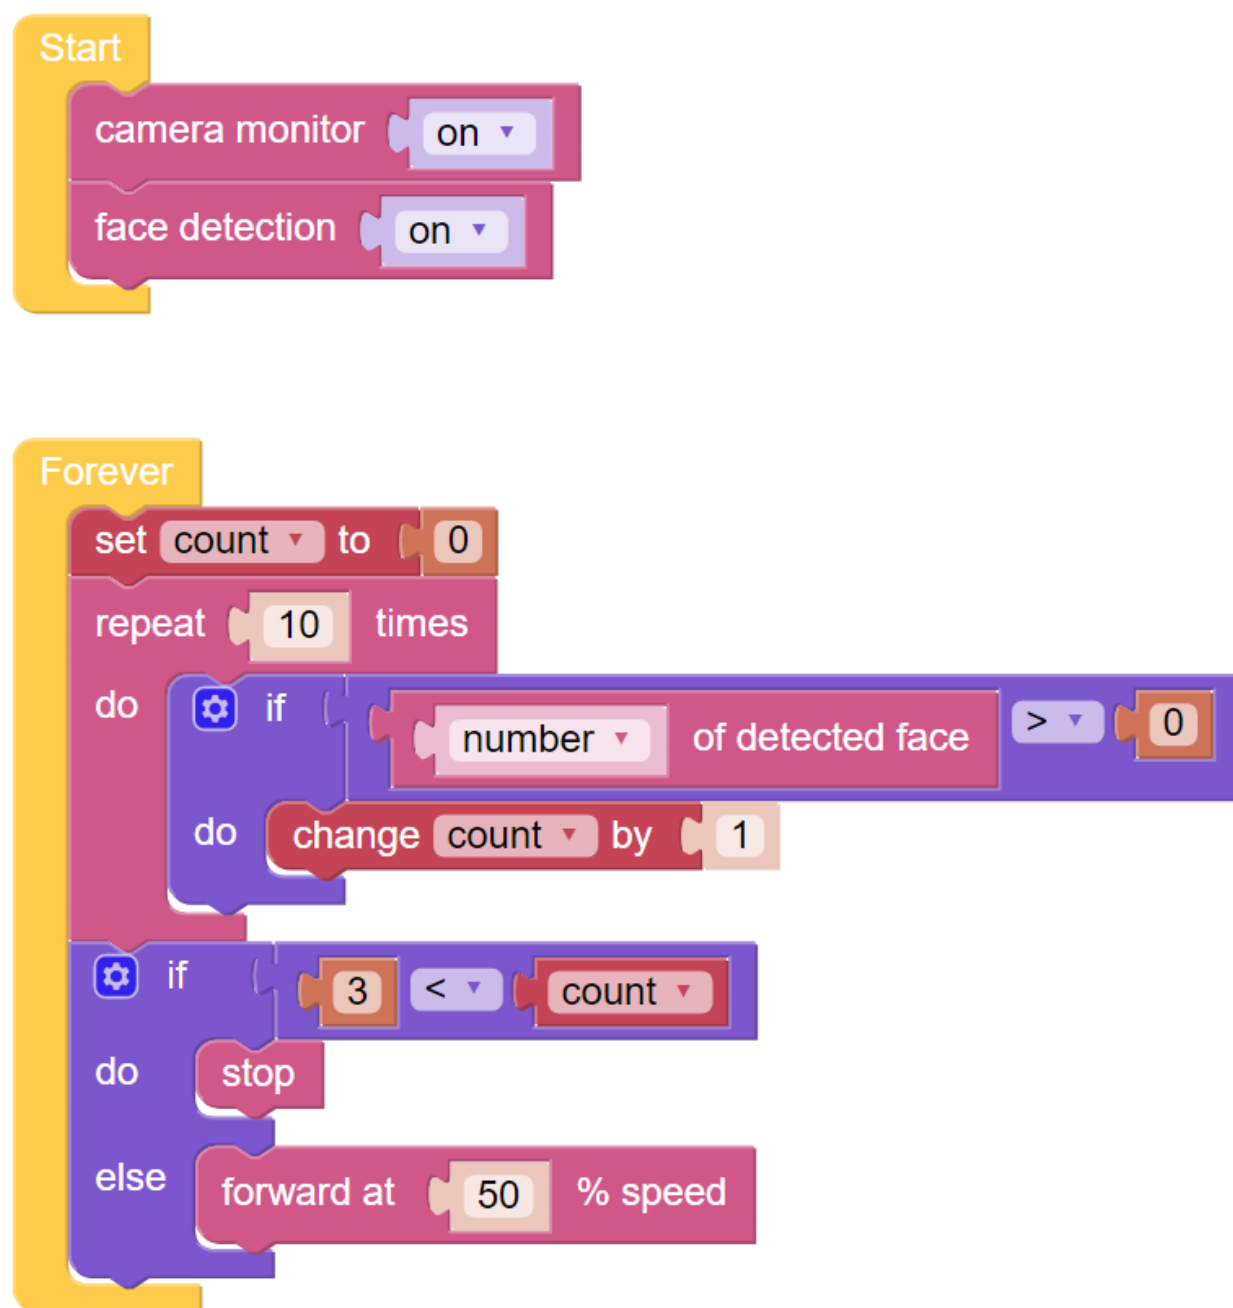 Start
camera monitor on
face detection on
Forever
set count to 0
repeat 10 times
do if number of detected face > 0
do change count by 1
if 3 < count
do stop
else forward at 50 % speed